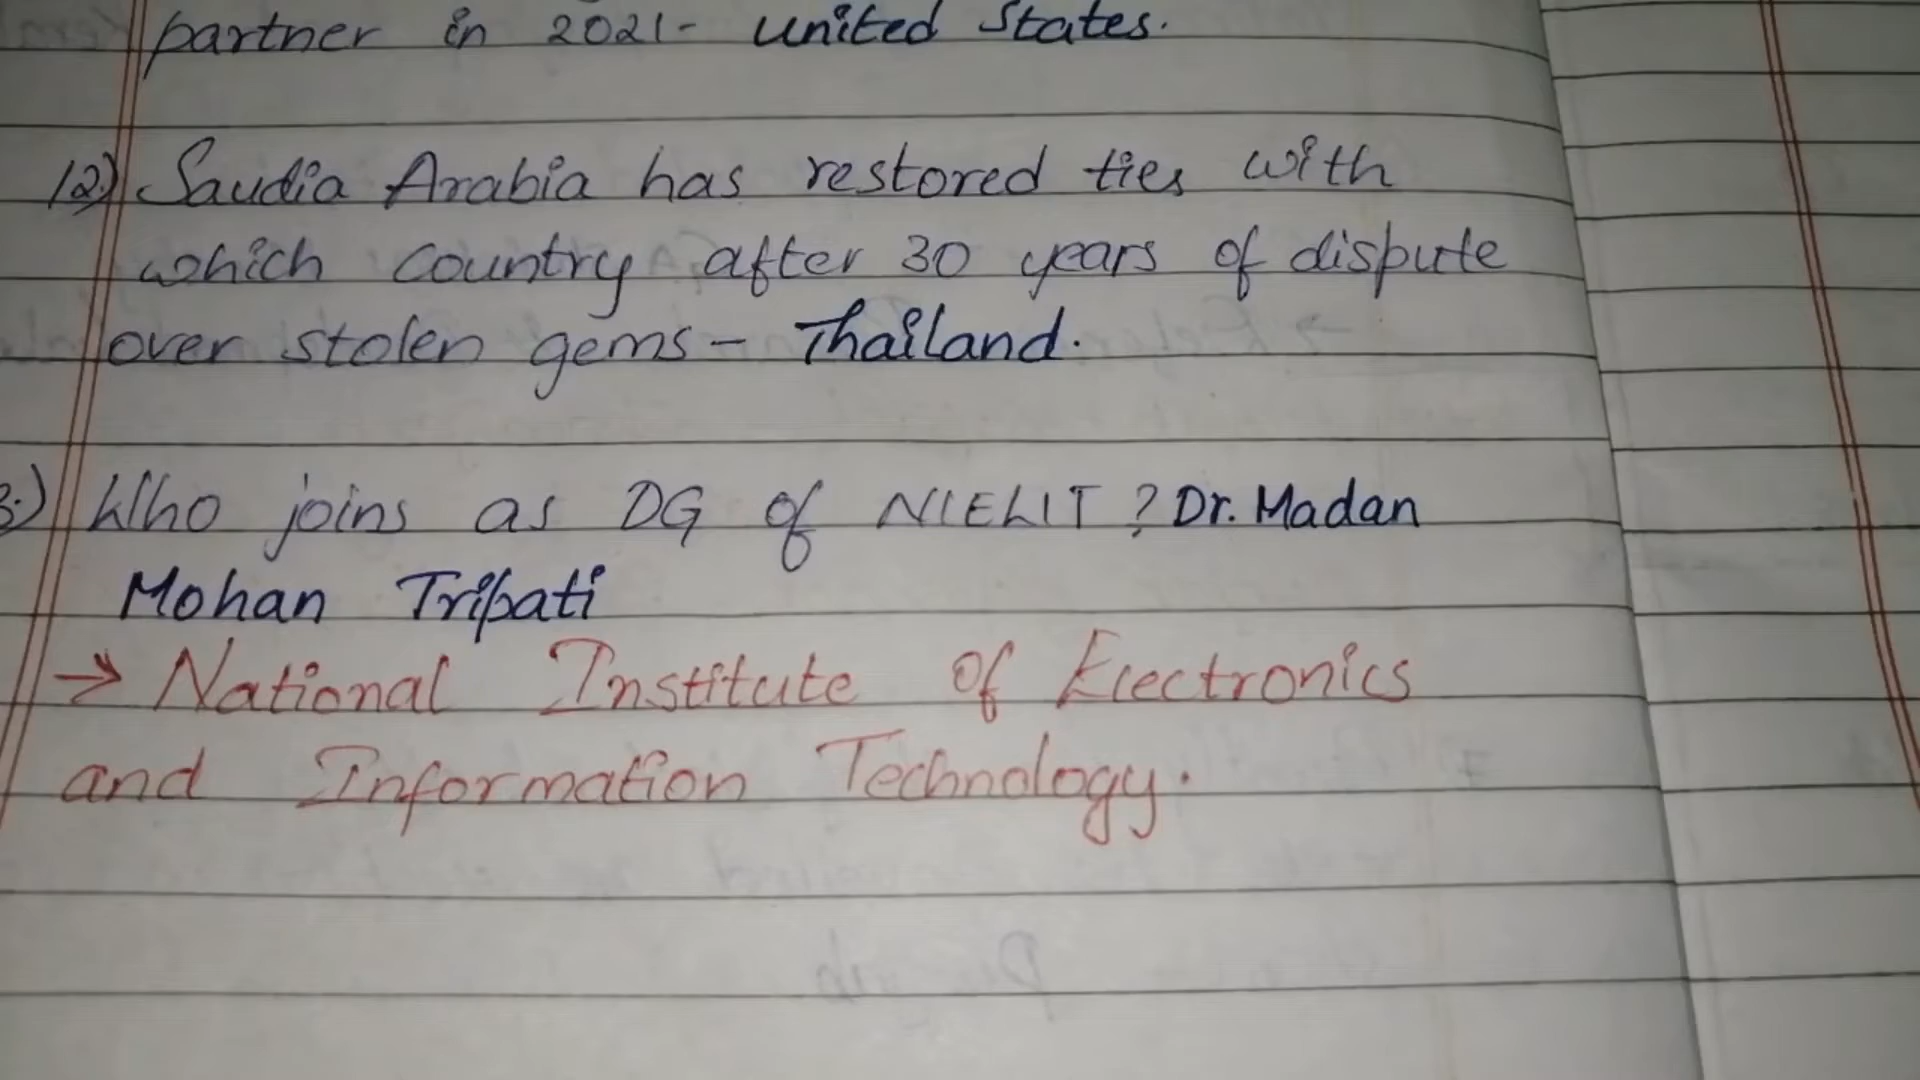 partner in 2021- united States.
12) Saudia Arabia has restored ties with
which country after 30 years of dispute
over stolen gems - Thailand.
3.) Who joins as DG of NIELIT ? Dr. Madan
Mohan Tripati
→ National Institute of Electronics
and Information Technology.